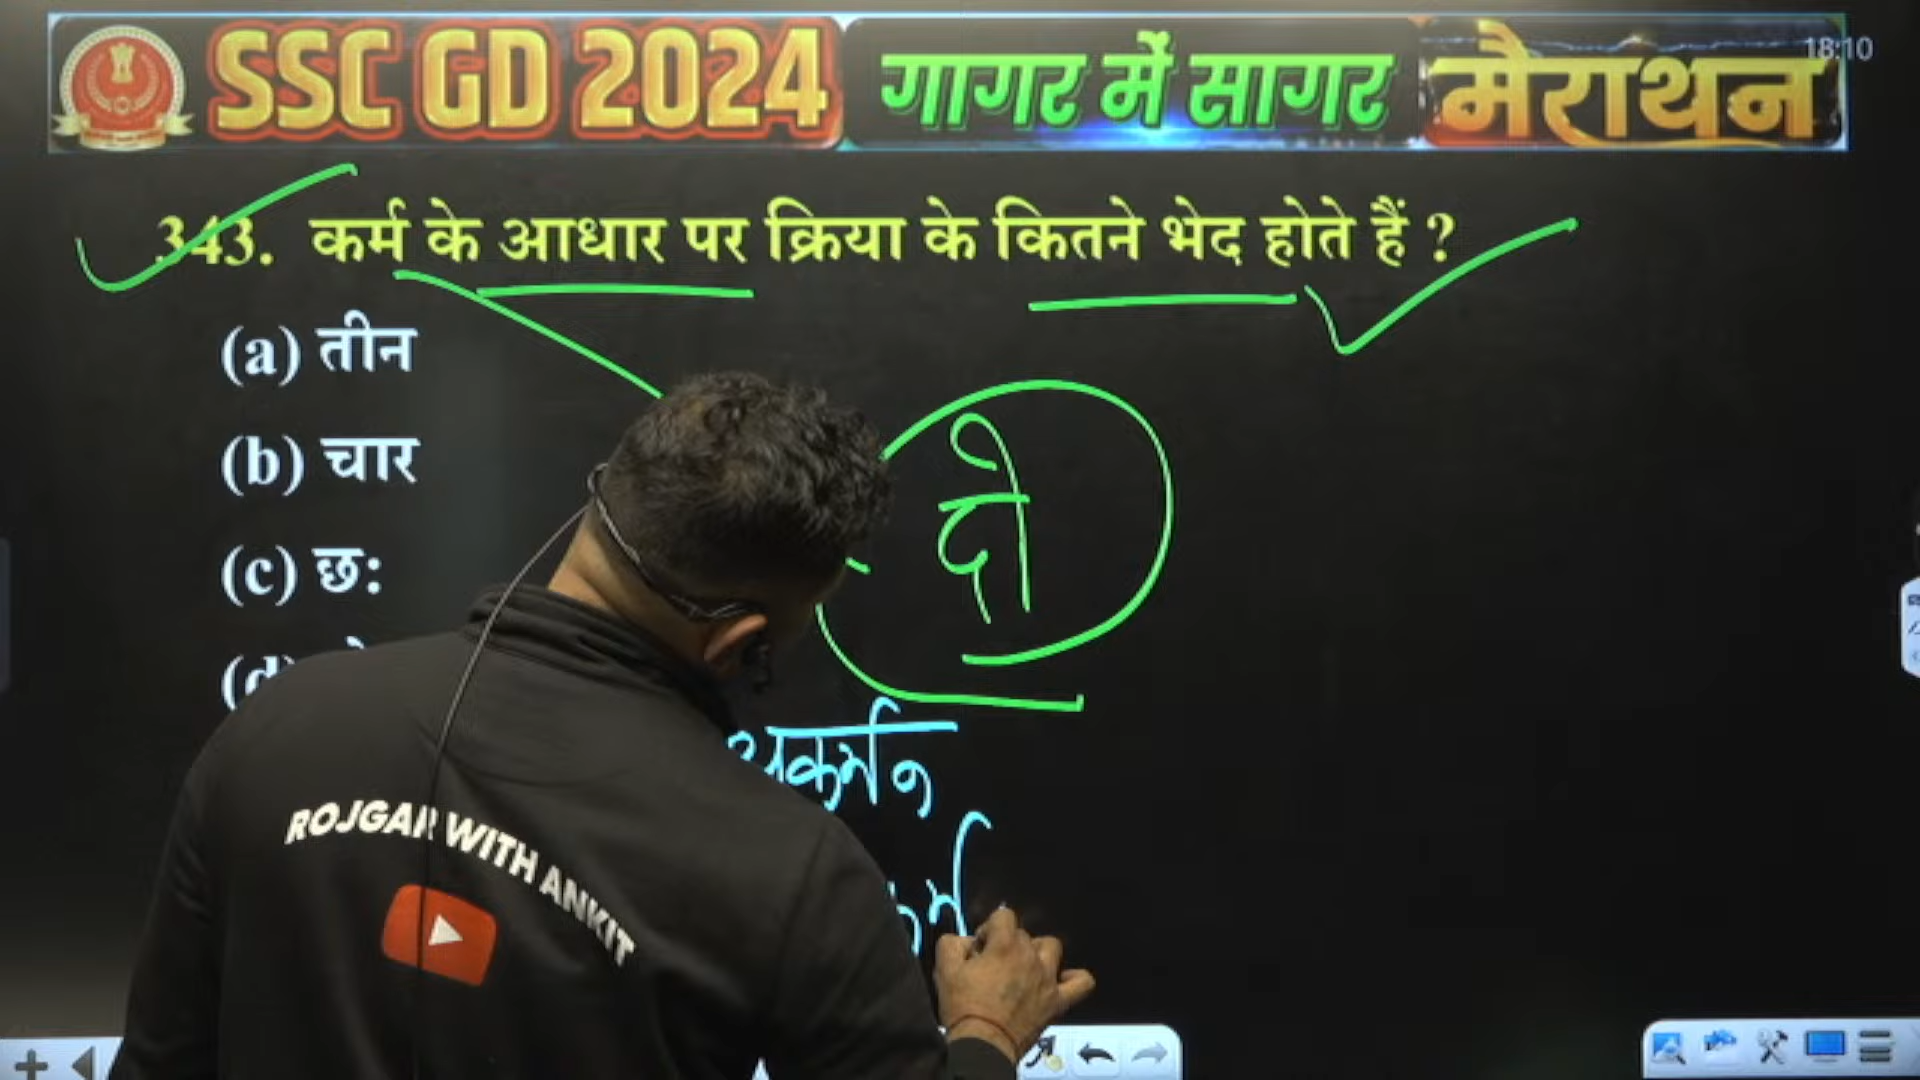 SSC GD 2024 गागर में सागर मैराथन
18:10
343. कर्म के आधार पर क्रिया के कितने भेद होते हैं ?
(a) तीन
(b) चार
(c) छः
दो
ROJGAR WITH ANKIT